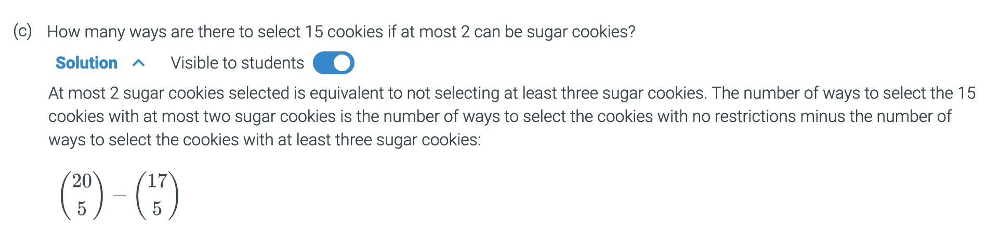 (c) How many ways are there to select 15 cookies if at most 2 can be sugar cookies?
Solution Visible to students
At most 2 sugar cookies selected is equivalent to not selecting at least three sugar cookies. The number of ways to select the 15
cookies with at most two sugar cookies is the number of ways to select the cookies with no restrictions minus the number of
ways to select the cookies with at least three sugar cookies:
(20 5) - (17 5)